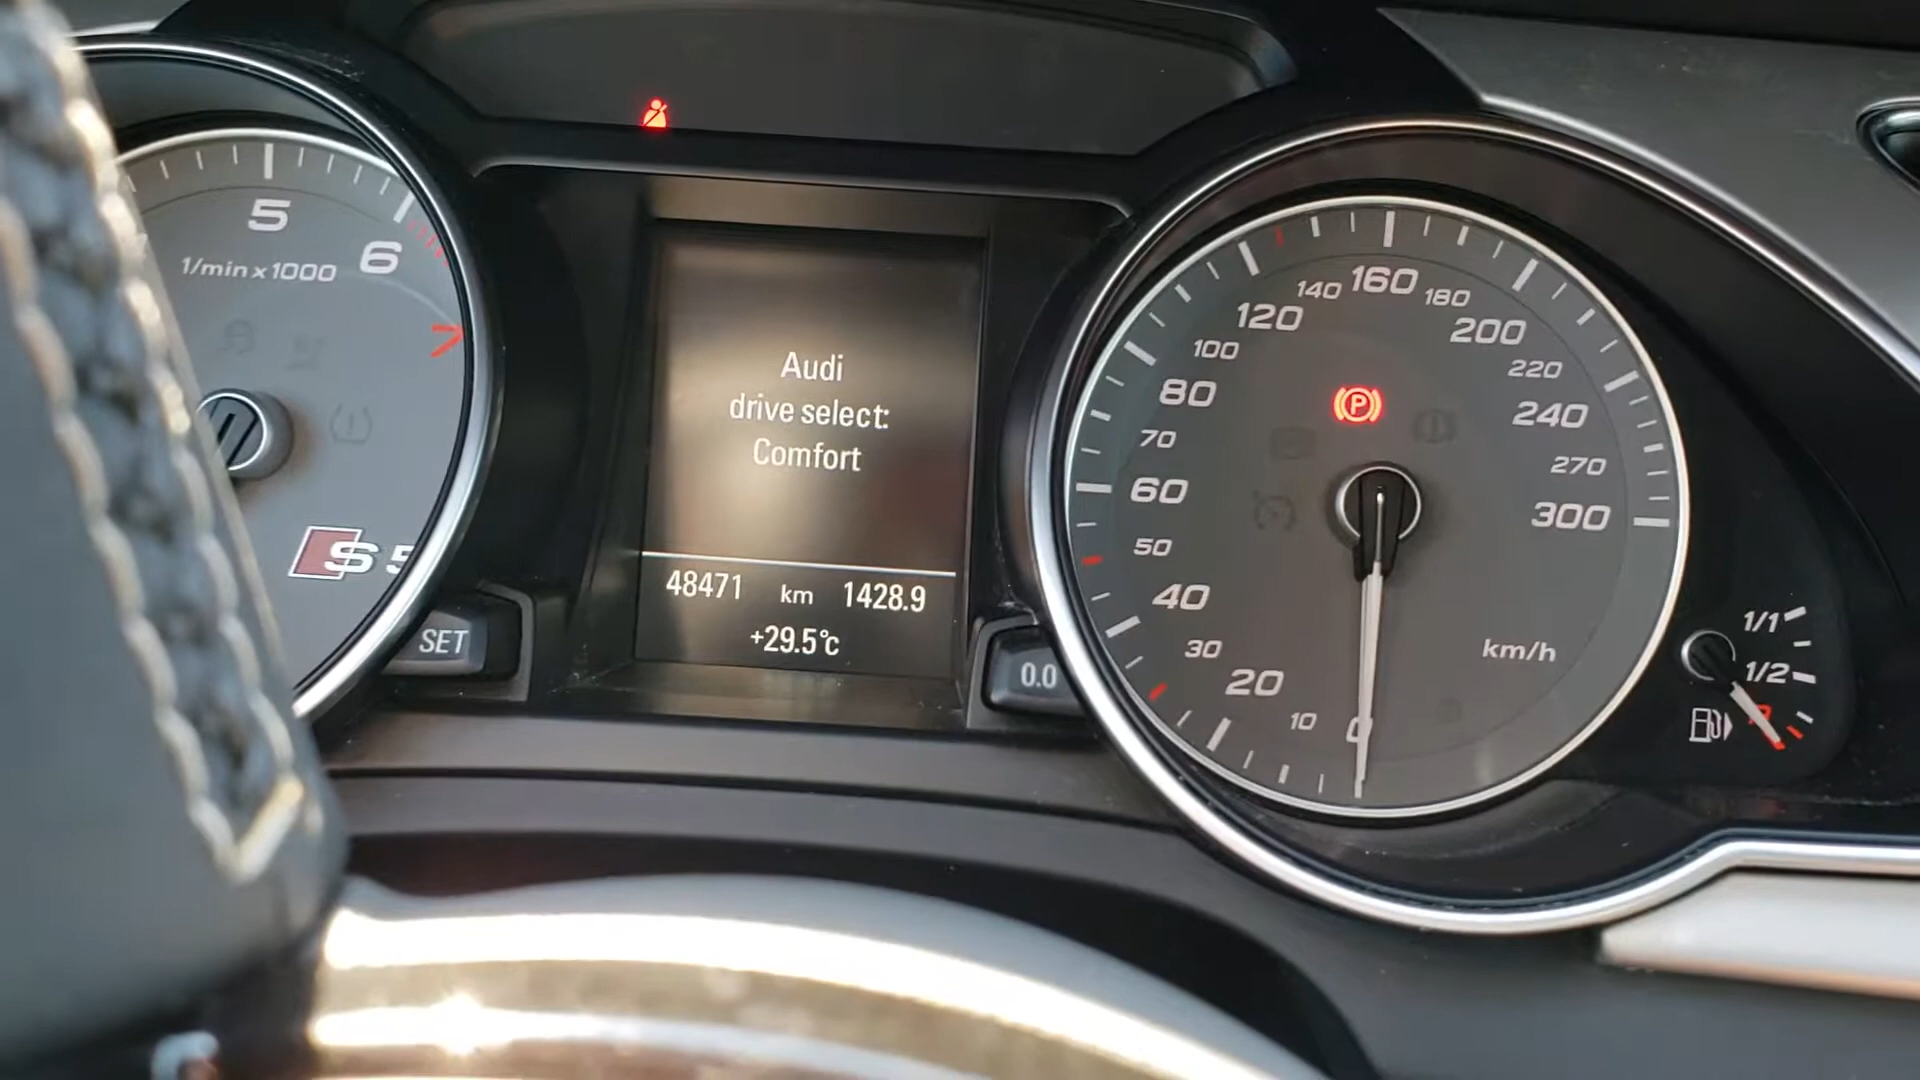 5
6
1/min x 1000
S5
SET
Audi
drive select:
Comfort
48471 km 1428.9
+29.5°c
0.0
0
10
20
30
40
50
60
70
80
100
120
140
160
180
200
220
240
270
300
P
km/h
1/1
1/2
R